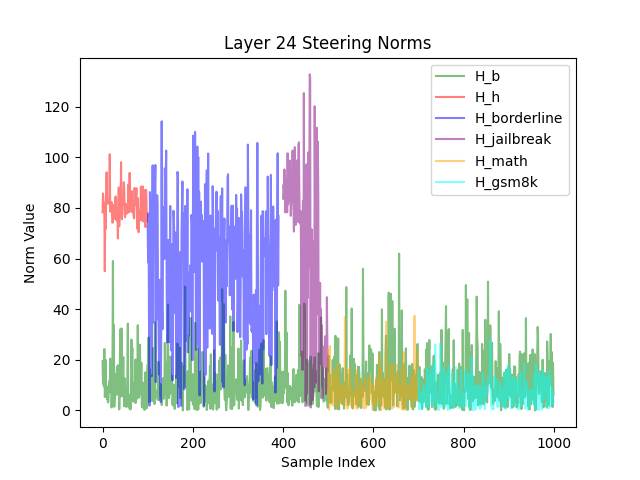 Layer 24 Steering Norms
H_b
H_h
H_borderline
H_jailbreak
H_math
H_gsm8k
Norm Value
120
100
80
60
40
20
0
0 200 400 600 800 1000
Sample Index